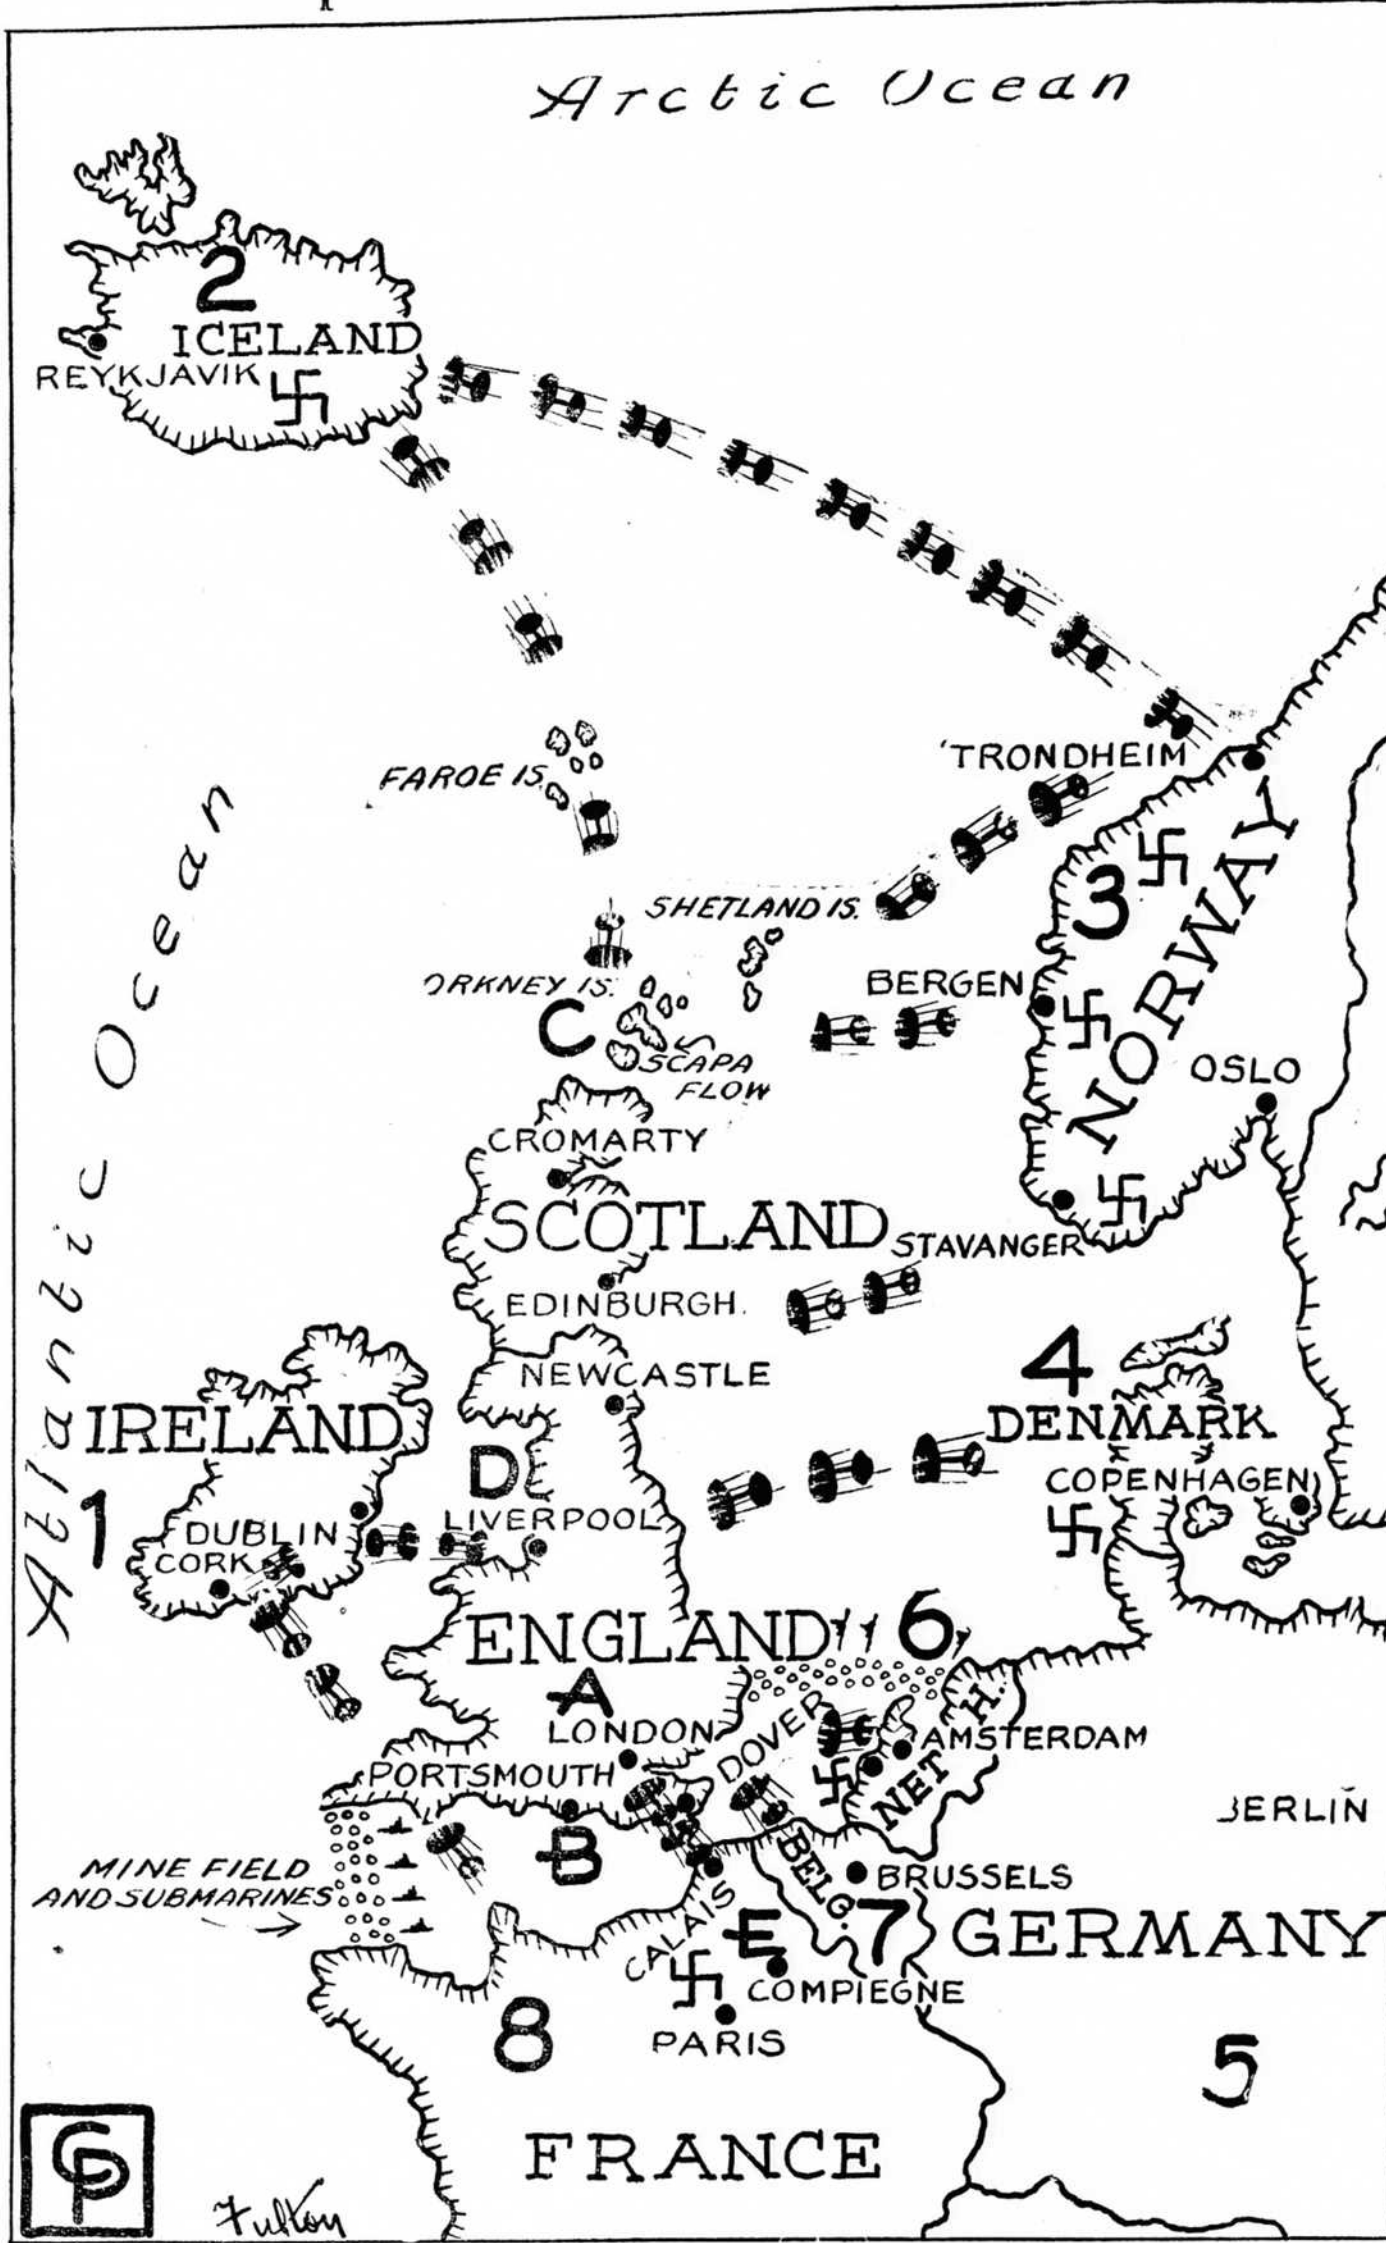 Arctic Ocean
2
ICELAND
REYKJAVIK
'TRONDHEIM
FAROE IS.
3
NORWAY
SHETLAND IS.
ORKNEY IS.
BERGEN
C
SCAPA
FLOW
OSLO
CROMARTY
SCOTLAND
STAVANGER
EDINBURGH.
Atlantic Ocean
NEWCASTLE
4
DENMARK
IRELAND
D
COPENHAGEN
1
DUBLIN
LIVERPOOL
CORK
ENGLAND
6
A
H.
LONDON
DOVER
AMSTERDAM
PORTSMOUTH
NET
BERLIN
B
BELG.
BRUSSELS
MINE FIELD
AND SUBMARINES
CALAIS
E
7
GERMANY
COMPIEGNE
8
PARIS
5
FRANCE
CP
Fulton